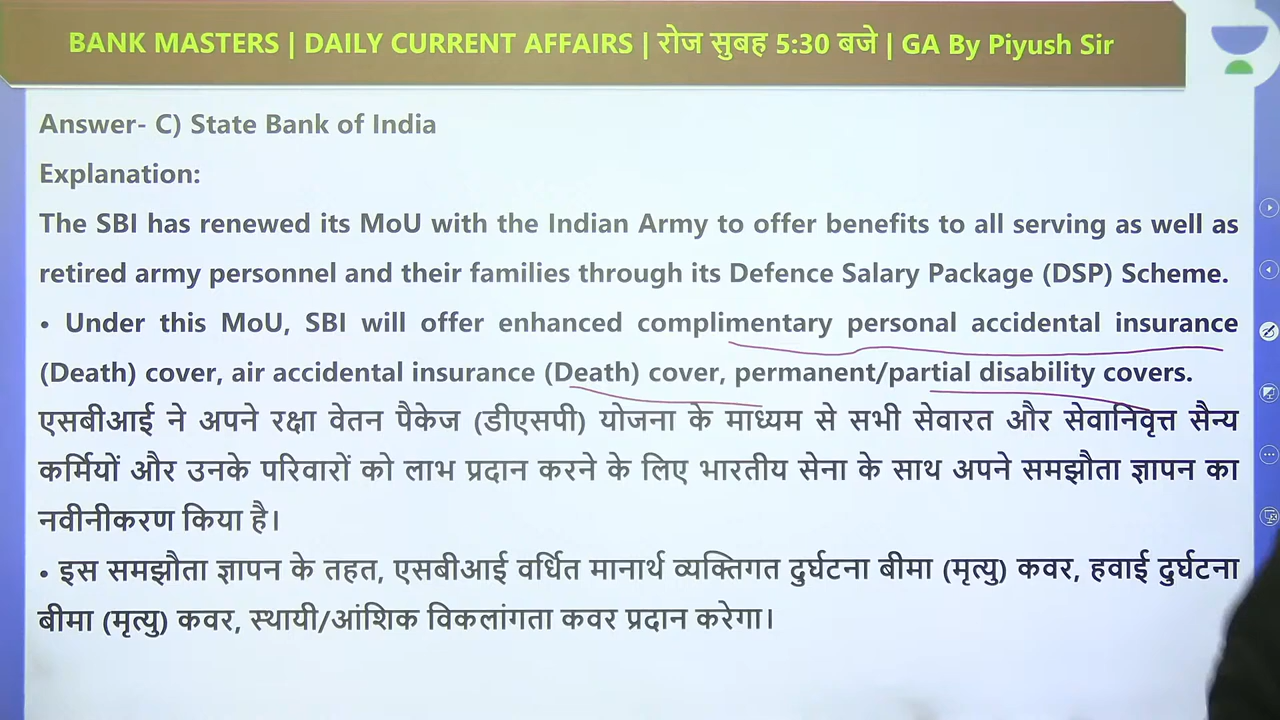 BANK MASTERS | DAILY CURRENT AFFAIRS | रोज सुबह 5:30 बजे | GA By Piyush Sir
Answer- C) State Bank of India
Explanation:
The SBI has renewed its MoU with the Indian Army to offer benefits to all serving as well as
retired army personnel and their families through its Defence Salary Package (DSP) Scheme.
• Under this MoU, SBI will offer enhanced complimentary personal accidental insurance
(Death) cover, air accidental insurance (Death) cover, permanent/partial disability covers.
एसबीआई ने अपने रक्षा वेतन पैकेज (डीएसपी) योजना के माध्यम से सभी सेवारत और सेवानिवृत्त सैन्य
कर्मियों और उनके परिवारों को लाभ प्रदान करने के लिए भारतीय सेना के साथ अपने समझौता ज्ञापन का
नवीनीकरण किया है।
• इस समझौता ज्ञापन के तहत, एसबीआई वर्धित मानार्थ व्यक्तिगत दुर्घटना बीमा (मृत्यु) कवर, हवाई दुर्घटना
बीमा (मृत्यु) कवर, स्थायी/आंशिक विकलांगता कवर प्रदान करेगा।